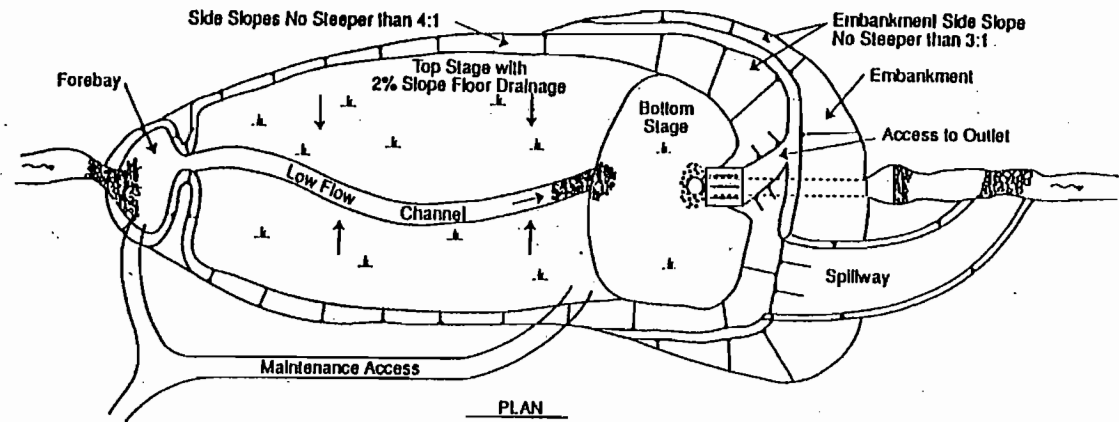 Side Slopes No Steeper than 4:1
Embankment Side Slope
No Steeper than 3:1
Forebay
Top Stage with
2% Slope Floor Drainage
Embankment
Bottom
Stage
Access to Outlet
Low Flow
Channel
Spillway
Maintenance Access
PLAN